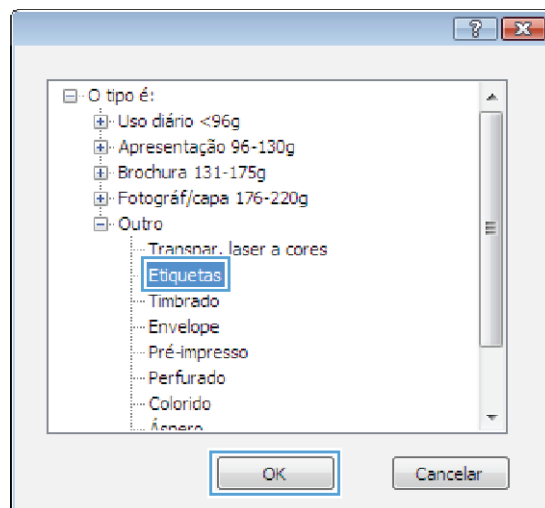 O tipo é:
Uso diário <96g
Apresentação 96-130g
Brochura 131-175g
Fotográf/capa 176-220g
Outro
Transpar. laser a cores
Etiquetas
Timbrado
Envelope
Pré-impresso
Perfurado
Colorido
Áspero
OK Cancelar